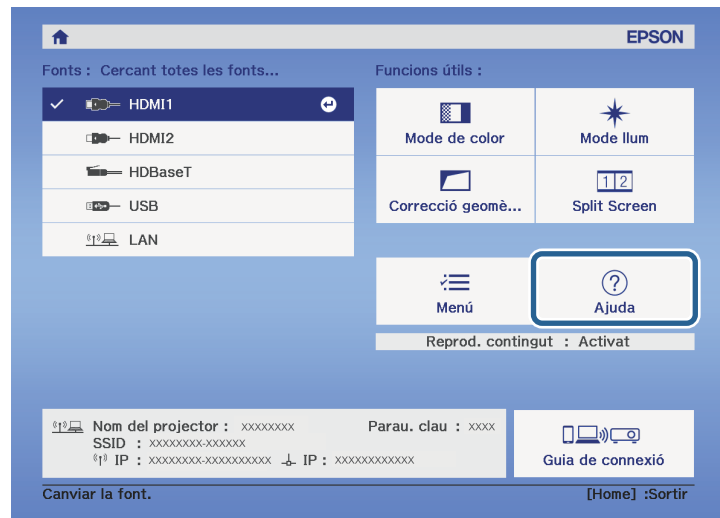 EPSON
Fonts : Cercant totes les fonts...
HDMI1
HDMI2
HDBaseT
USB
LAN
Funcions útils :
Mode de color
Mode llum
Correcció geomè...
1 2
Split Screen
Menú
? 
Ajuda
Reprod. contingut : Activat
Nom del projector : xxxxxxxx Parau. clau : xxxx
SSID : xxxxxxxx-xxxxxx
IP : xxxxxxxx-xxxxxxxxxx IP : xxxxxxxxxxxx
Guia de connexió
Canviar la font. [Home] :Sortir